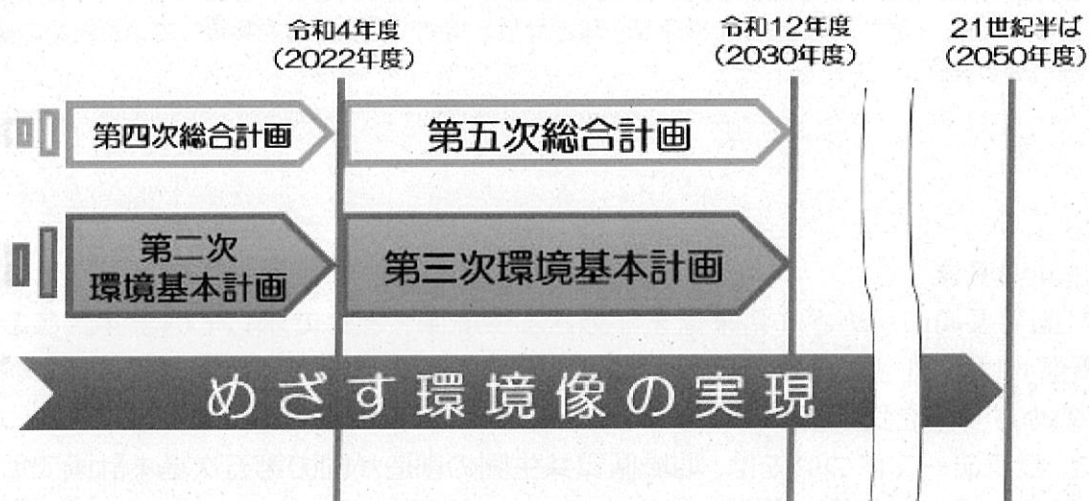 令和4年度
（2022年度）
令和12年度
（2030年度）
21世紀半ば
（2050年度）
第四次総合計画
第五次総合計画
第二次
環境基本計画
第三次環境基本計画
めざす環境像の実現